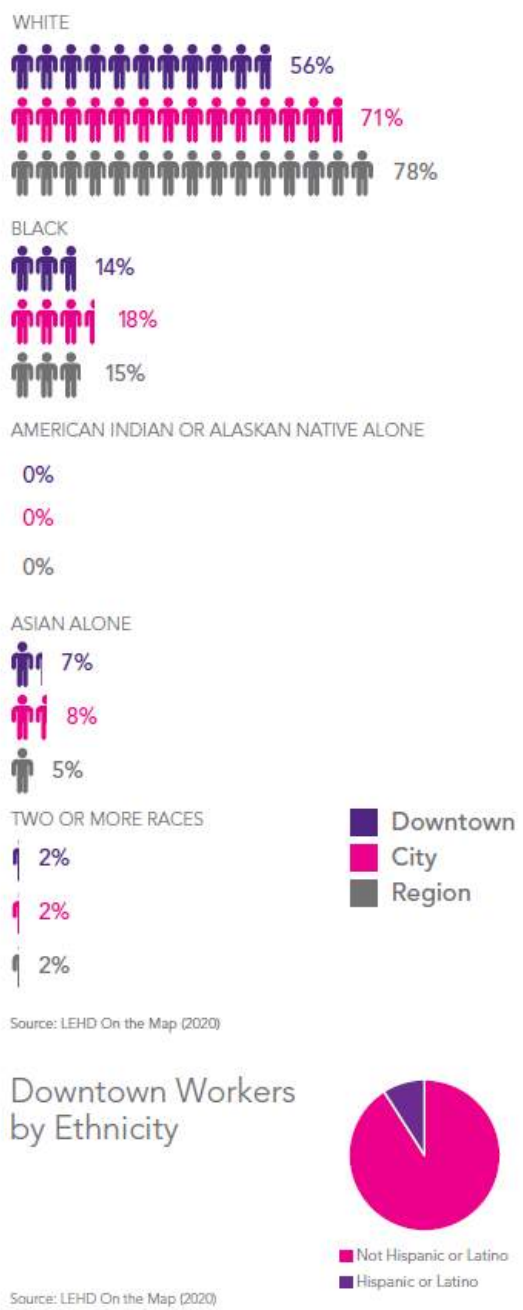 WHITE
56%
71%
78%
BLACK
14%
18%
15%
AMERICAN INDIAN OR ALASKAN NATIVE ALONE
0%
0%
0%
ASIAN ALONE
7%
8%
5%
TWO OR MORE RACES
2%
2%
2%
Downtown
City
Region
Source: LEHD On the Map (2020)
Downtown Workers
by Ethnicity
Not Hispanic or Latino
Hispanic or Latino
Source: LEHD On the Map (2020)